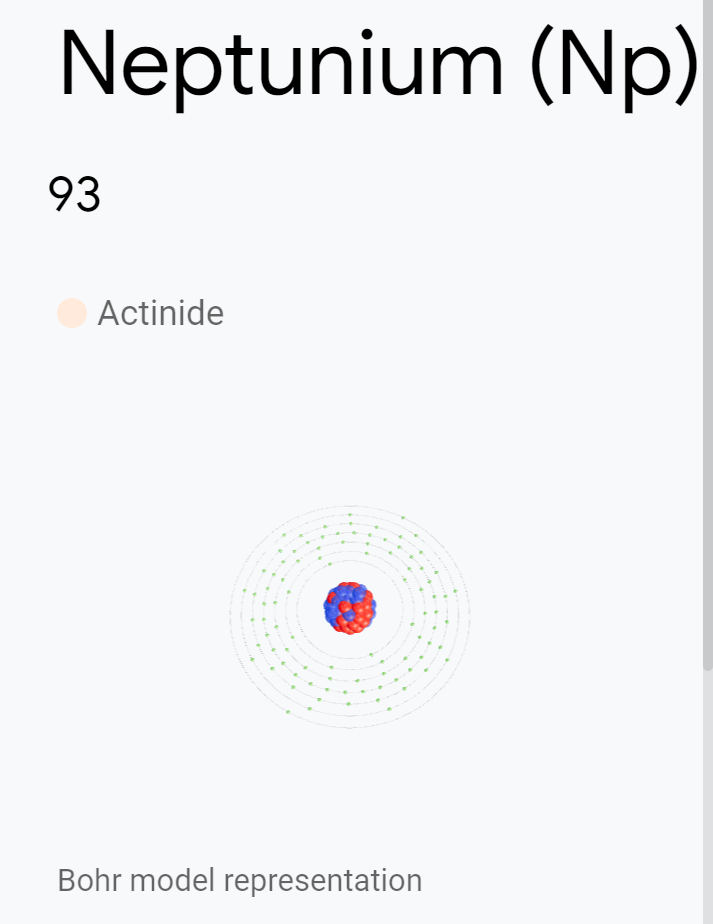 Neptunium (Np)
93
Actinide
Bohr model representation